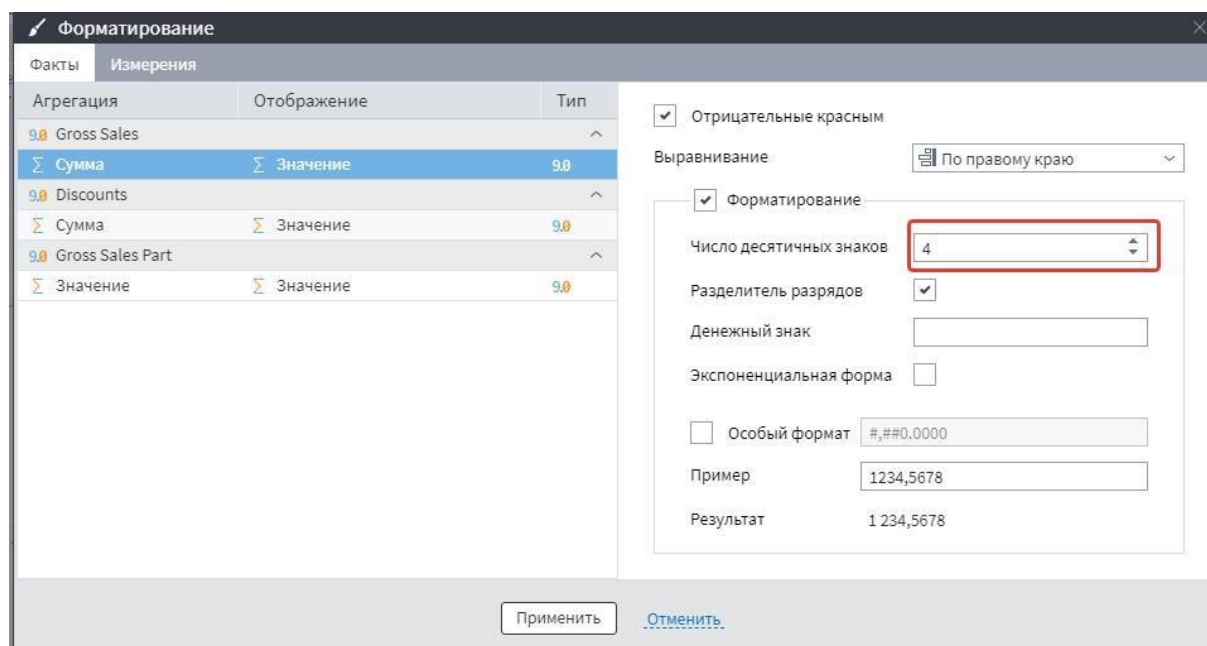 Форматирование
Факты Измерения
Агрегация Отображение Тип
9.0 Gross Sales
Σ Сумма Σ Значение 9.0
9.0 Discounts
Σ Сумма Σ Значение 9.0
9.0 Gross Sales Part
Σ Значение Σ Значение 9.0
Отрицательные красным
Выравнивание По правому краю
Форматирование
Число десятичных знаков 4
Разделитель разрядов
Денежный знак
Экспоненциальная форма
Особый формат #,##0.0000
Пример 1234,5678
Результат 1 234,5678
Применить Отменить